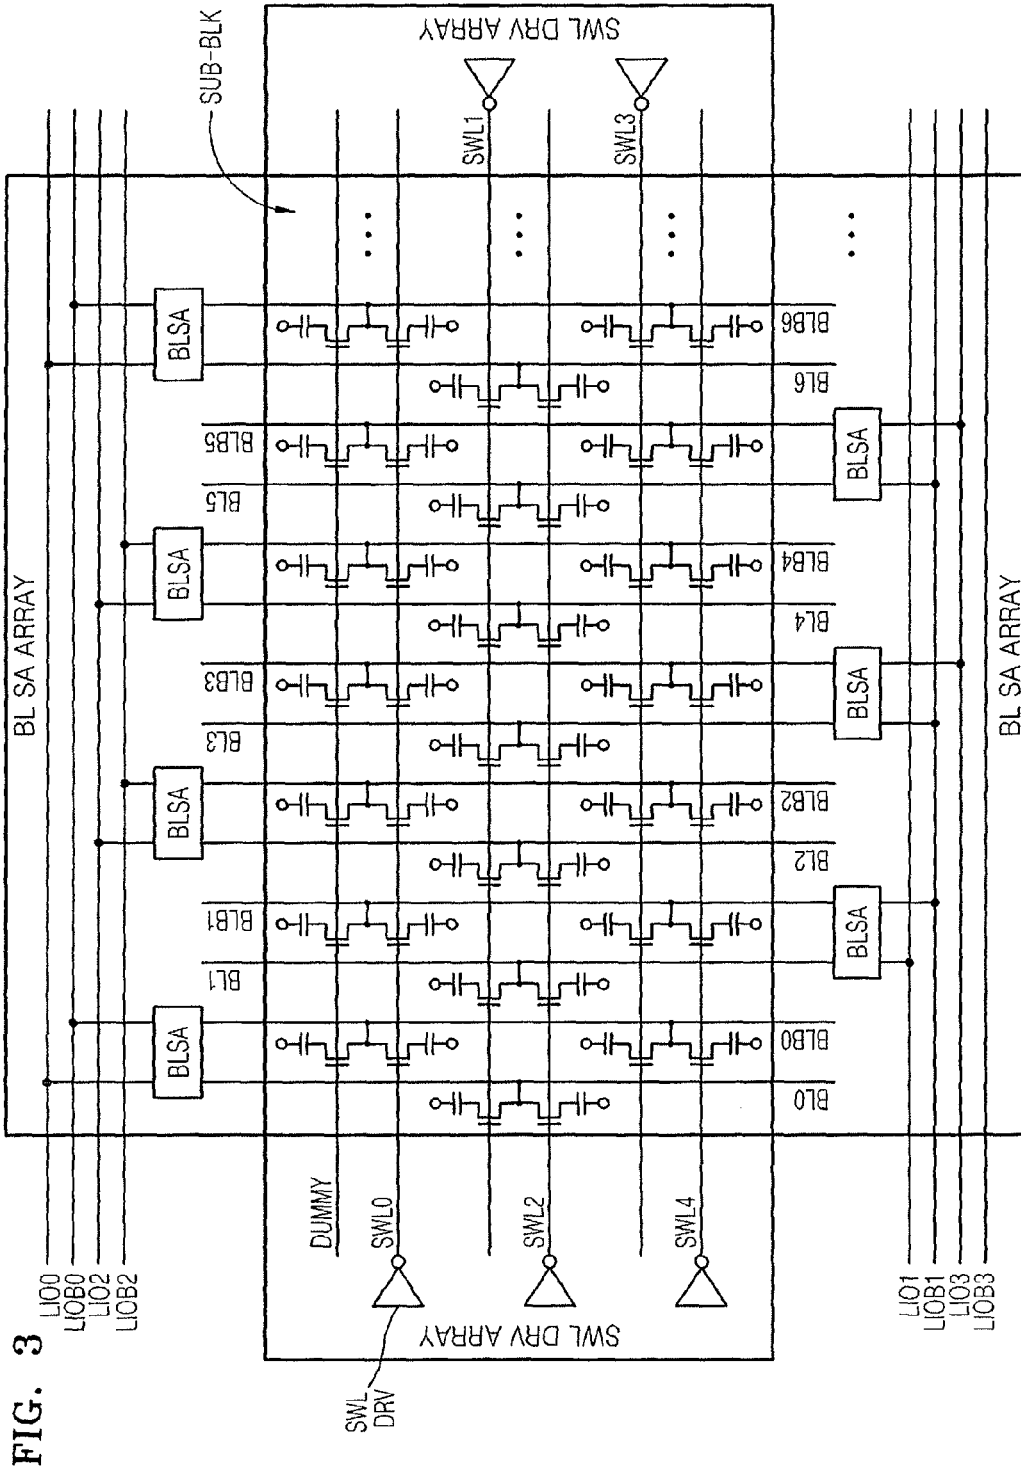 FIG. 3
SWL DRV ARRAY
SUB-BLK
SWL1
SWL3
BL SA ARRAY
BLSA
BLSA
BLSA
BLSA
BLB5
BL5
BLB3
BL3
BLB1
BL1
BLB6
BL6
BLB4
BL4
BLB2
BL2
BLB0
BL0
BLSA
BLSA
BLSA
BL SA ARRAY
DUMMY
SWL0
SWL2
SWL4
LIO0
LIOB0
LIO2
LIOB2
LIO1
LIOB1
LIO3
LIOB3
SWL DRV ARRAY
SWL
DRV